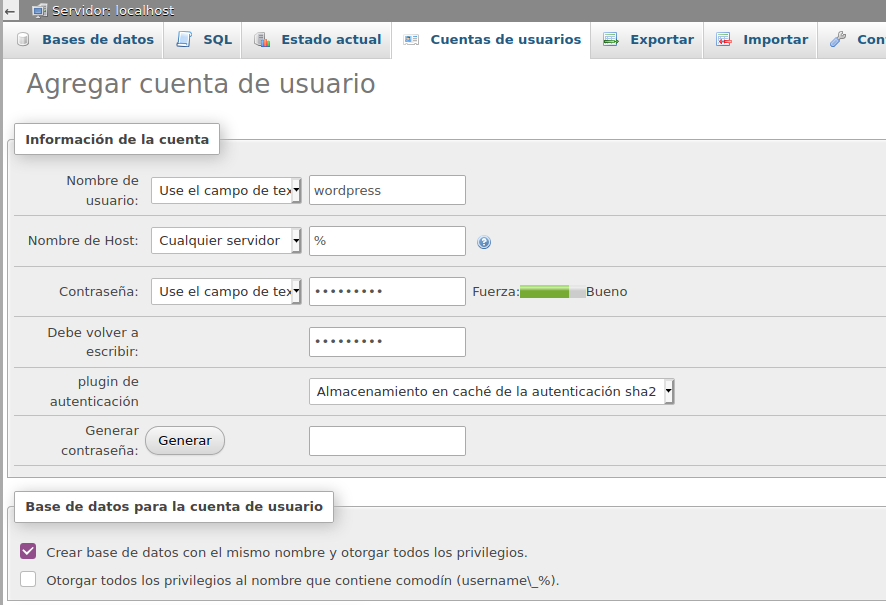 Servidor: localhost
Bases de datos SQL Estado actual Cuentas de usuarios Exportar Importar Con
Agregar cuenta de usuario
Información de la cuenta
Nombre de usuario: Use el campo de tex wordpress
Nombre de Host: Cualquier servidor %
Contraseña: Use el campo de tex ••••••••• Fuerza: Bueno
Debe volver a escribir: •••••••••
plugin de autenticación Almacenamiento en caché de la autenticación sha2
Generar contraseña: Generar
Base de datos para la cuenta de usuario
Crear base de datos con el mismo nombre y otorgar todos los privilegios.
Otorgar todos los privilegios al nombre que contiene comodín (username\_%).